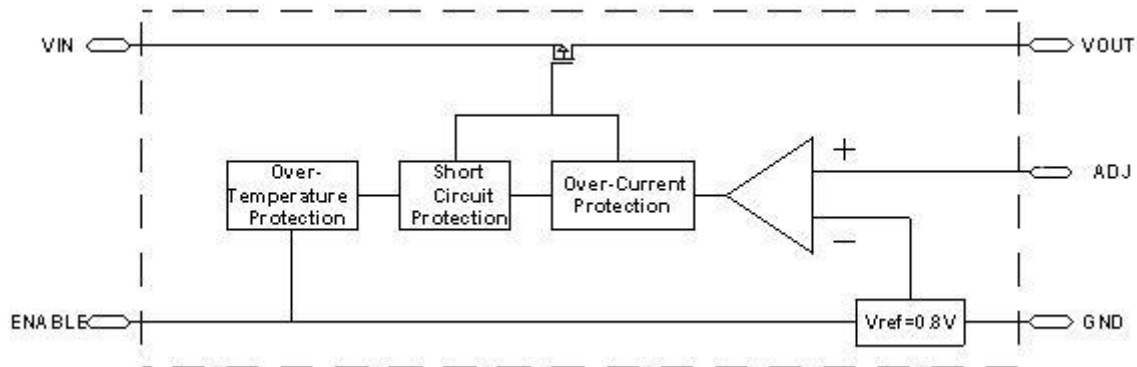 VIN
VOUT
+
ADJ
Over-
Temperature
Protection
Short
Circuit
Protection
Over-Current
Protection
—
ENABLE
Vref=0.8V
GND